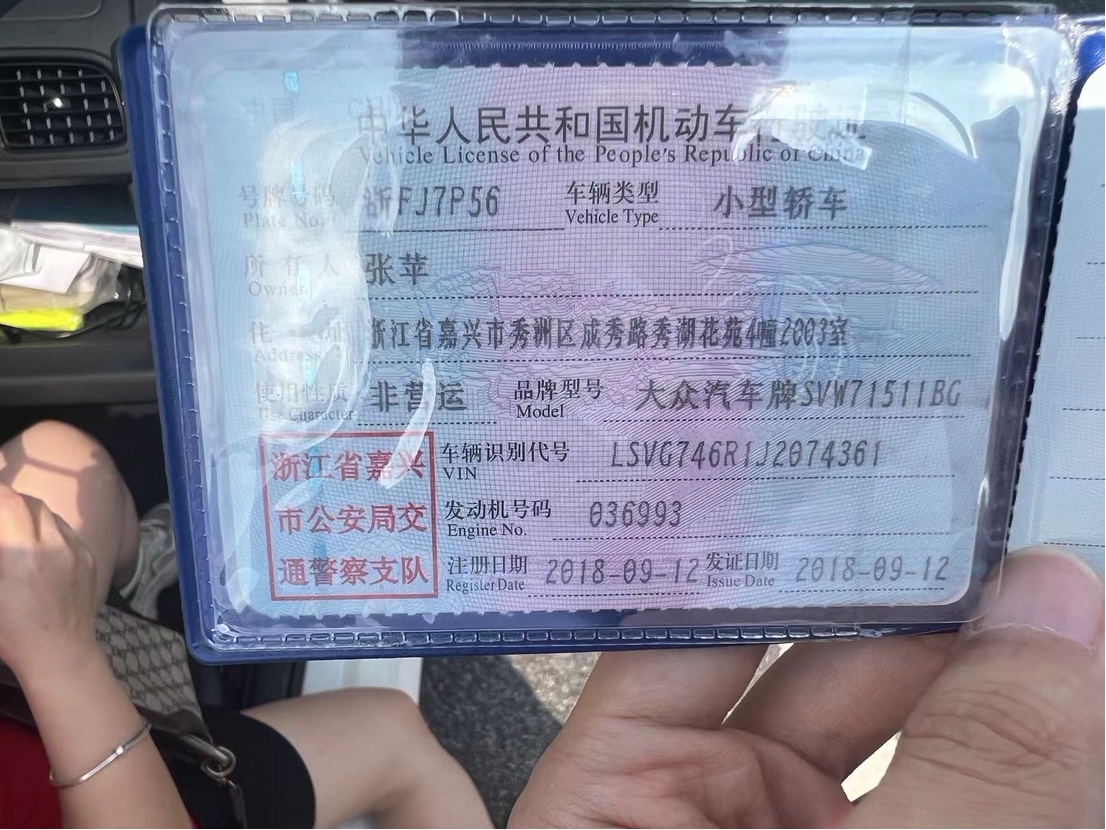 中华人民共和国机动车行驶证
Vehicle License of the People's Republic of China
号牌号码 浙FJ7P56 车辆类型 小型轿车
Plate No. Vehicle Type
所有人 张苹
Owner
住址 浙江省嘉兴市秀洲区成秀路秀湖花苑4幢2003室
Address
使用性质 非营运 品牌型号 大众汽车牌SVW71511BG
Use Character Model
浙江省嘉兴
市公安局交
通警察支队
车辆识别代号 LSVG746R1J2074361
VIN
发动机号码 036993
Engine No.
注册日期 2018-09-12 发证日期 2018-09-12
Register Date Issue Date